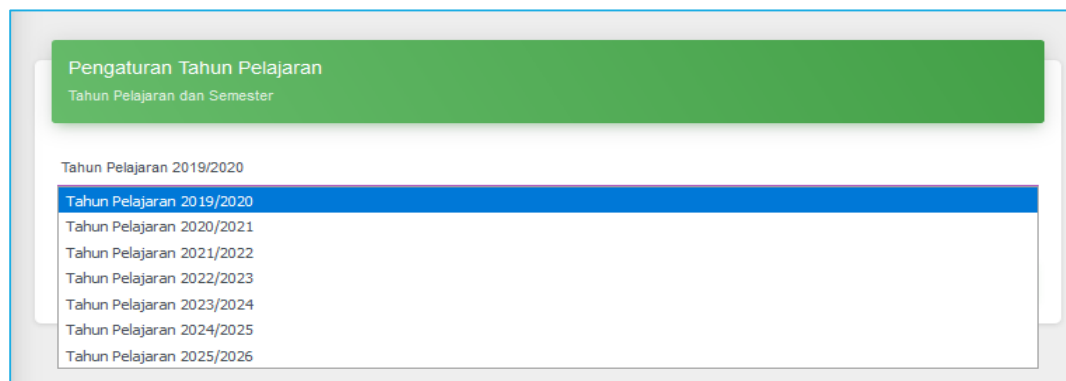 Pengaturan Tahun Pelajaran
Tahun Pelajaran dan Semester
Tahun Pelajaran 2019/2020
Tahun Pelajaran 2019/2020
Tahun Pelajaran 2020/2021
Tahun Pelajaran 2021/2022
Tahun Pelajaran 2022/2023
Tahun Pelajaran 2023/2024
Tahun Pelajaran 2024/2025
Tahun Pelajaran 2025/2026